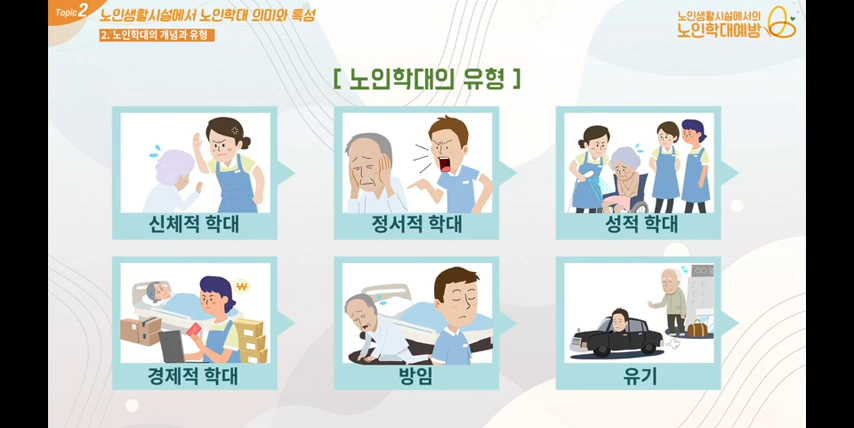 Topic 2
노인생활시설에서 노인학대 의미와 특성
2. 노인학대의 개념과 유형
노인생활시설에서의
노인학대예방
[ 노인학대의 유형 ]
신체적 학대
정서적 학대
성적 학대
₩
경제적 학대
방임
유기